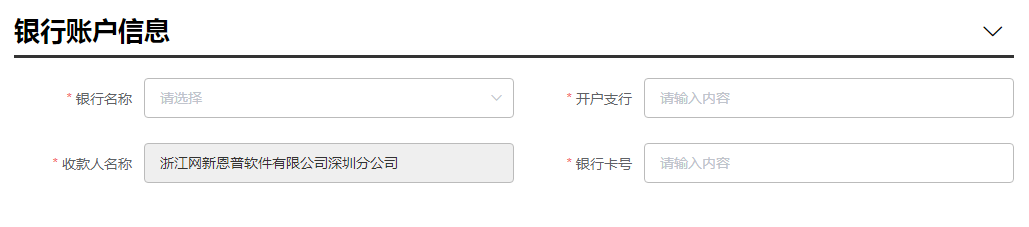 银行账户信息
* 银行名称 请选择 * 开户支行 请输入内容
* 收款人名称 浙江网新恩普软件有限公司深圳分公司 * 银行卡号 请输入内容